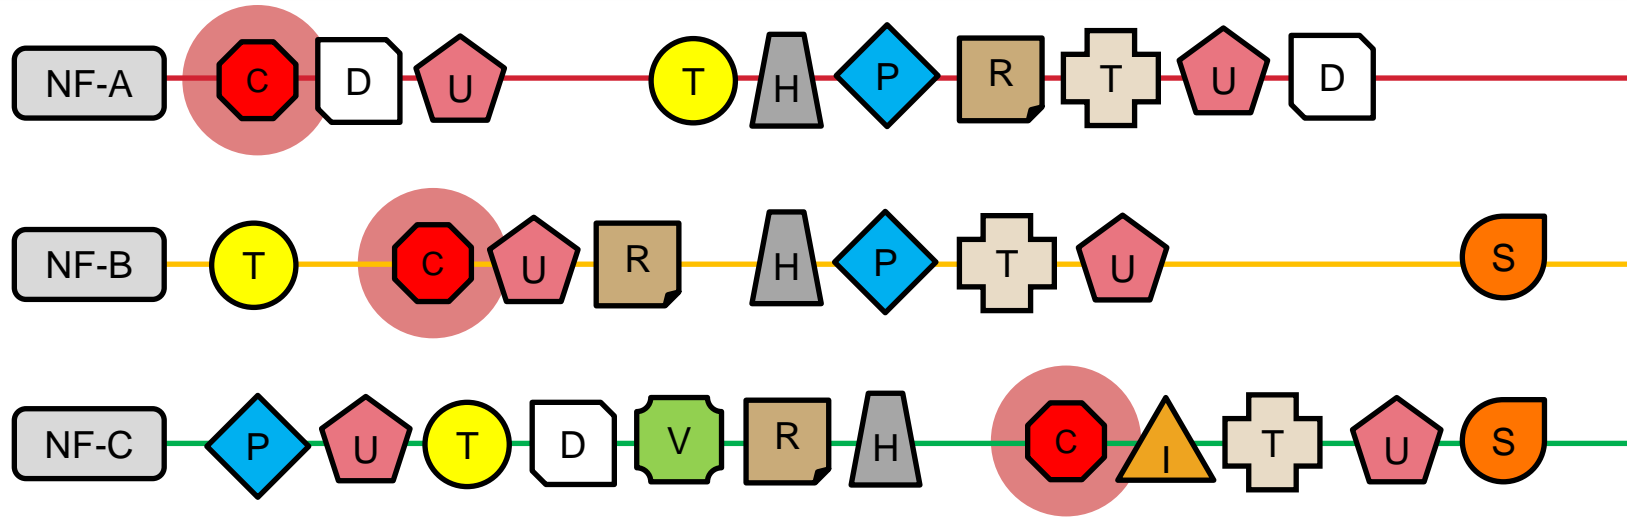 NF-A C D U T H P R T U D
NF-B T C U R H P T U S
NF-C P U T D V R H C I T U S